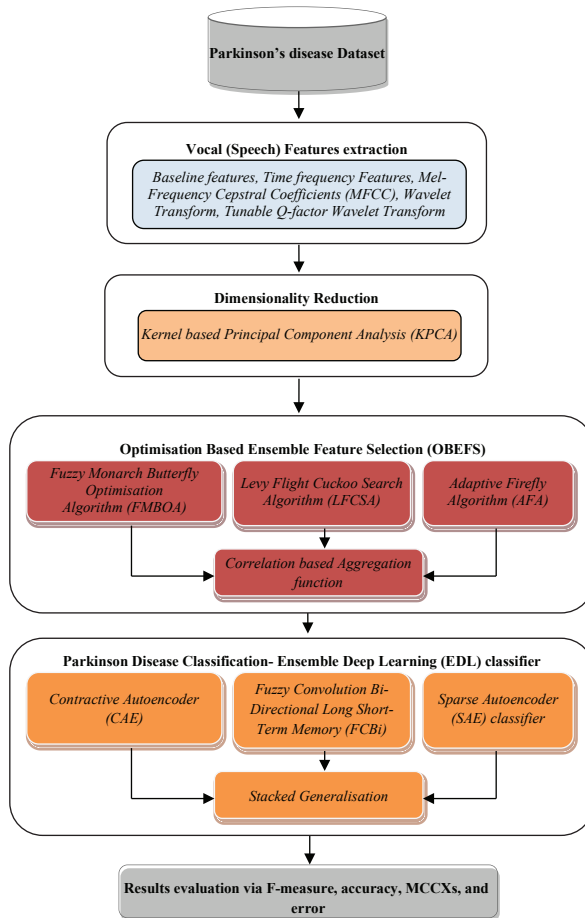 Parkinson's disease Dataset
Vocal (Speech) Features extraction
Baseline features, Time frequency Features, Mel-
Frequency Cepstral Coefficients (MFCC), Wavelet
Transform, Tunable Q-factor Wavelet Transform
Dimensionality Reduction
Kernel based Principal Component Analysis (KPCA)
Optimisation Based Ensemble Feature Selection (OBEFS)
Fuzzy Monarch Butterfly
Optimisation
Algorithm (FMBOA)
Levy Flight Cuckoo Search
Algorithm (LFCSA)
Adaptive Firefly
Algorithm (AFA)
Correlation based Aggregation
function
Parkinson Disease Classification- Ensemble Deep Learning (EDL) classifier
Contractive Autoencoder
(CAE)
Fuzzy Convolution Bi-
Directional Long Short-
Term Memory (FCBi)
Sparse Autoencoder
(SAE) classifier
Stacked Generalisation
Results evaluation via F-measure, accuracy, MCCXs, and
error